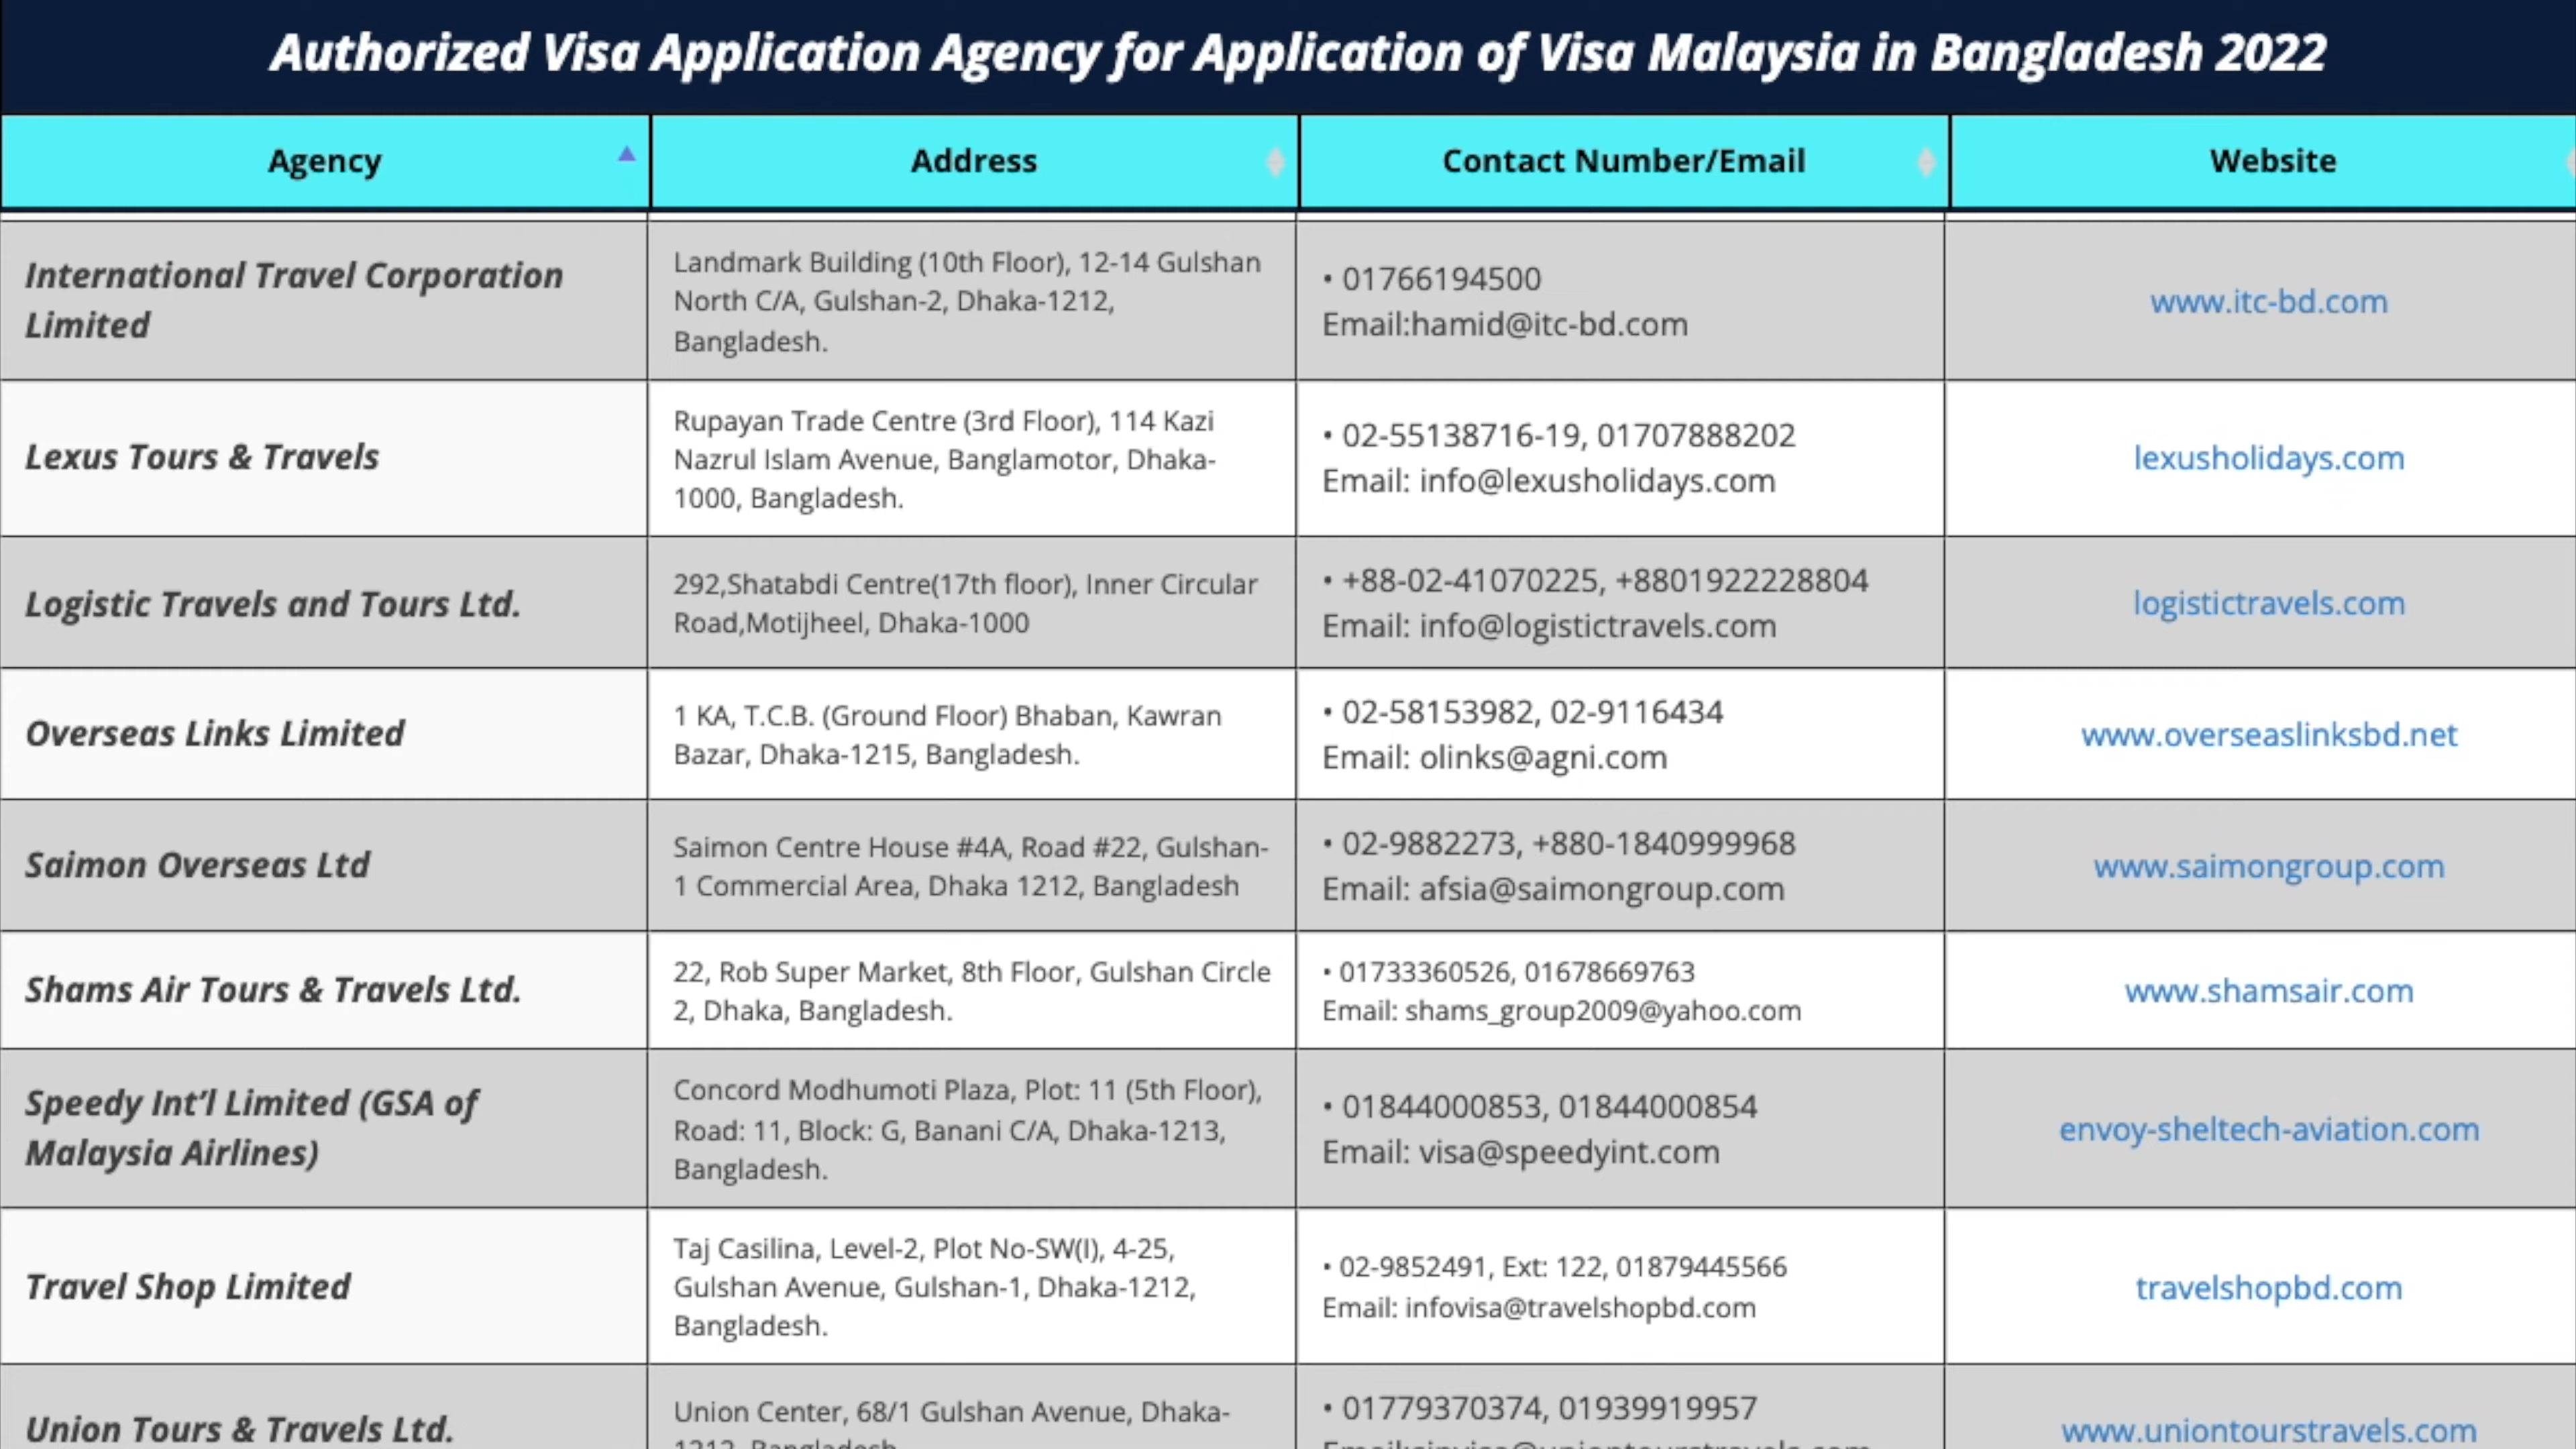 Authorized Visa Application Agency for Application of Visa Malaysia in Bangladesh 2022
Agency
Address
Contact Number/Email
Website
International Travel Corporation
Limited
Landmark Building (10th Floor), 12-14 Gulshan
North C/A, Gulshan-2, Dhaka-1212,
Bangladesh.
• 01766194500
Email:hamid@itc-bd.com
www.itc-bd.com
Lexus Tours & Travels
Rupayan Trade Centre (3rd Floor), 114 Kazi
Nazrul Islam Avenue, Banglamotor, Dhaka-
1000, Bangladesh.
• 02-55138716-19, 01707888202
Email: info@lexusholidays.com
lexusholidays.com
Logistic Travels and Tours Ltd.
292,Shatabdi Centre(17th floor), Inner Circular
Road,Motijheel, Dhaka-1000
• +88-02-41070225, +8801922228804
Email: info@logistictravels.com
logistictravels.com
Overseas Links Limited
1 KA, T.C.B. (Ground Floor) Bhaban, Kawran
Bazar, Dhaka-1215, Bangladesh.
• 02-58153982, 02-9116434
Email: olinks@agni.com
www.overseaslinksbd.net
Saimon Overseas Ltd
Saimon Centre House #4A, Road #22, Gulshan-
1 Commercial Area, Dhaka 1212, Bangladesh
• 02-9882273, +880-1840999968
Email: afsia@saimongroup.com
www.saimongroup.com
Shams Air Tours & Travels Ltd.
22, Rob Super Market, 8th Floor, Gulshan Circle
2, Dhaka, Bangladesh.
• 01733360526, 01678669763
Email: shams_group2009@yahoo.com
www.shamsair.com
Speedy Int’l Limited (GSA of
Malaysia Airlines)
Concord Modhumoti Plaza, Plot: 11 (5th Floor),
Road: 11, Block: G, Banani C/A, Dhaka-1213,
Bangladesh.
• 01844000853, 01844000854
Email: visa@speedyint.com
envoy-sheltech-aviation.com
Travel Shop Limited
Taj Casilina, Level-2, Plot No-SW(I), 4-25,
Gulshan Avenue, Gulshan-1, Dhaka-1212,
Bangladesh.
• 02-9852491, Ext: 122, 01879445566
Email: infovisa@travelshopbd.com
travelshopbd.com
Union Tours & Travels Ltd.
Union Center, 68/1 Gulshan Avenue, Dhaka-
1212, Bangladesh
• 01779370374, 01939919957
www.uniontourstravels.com